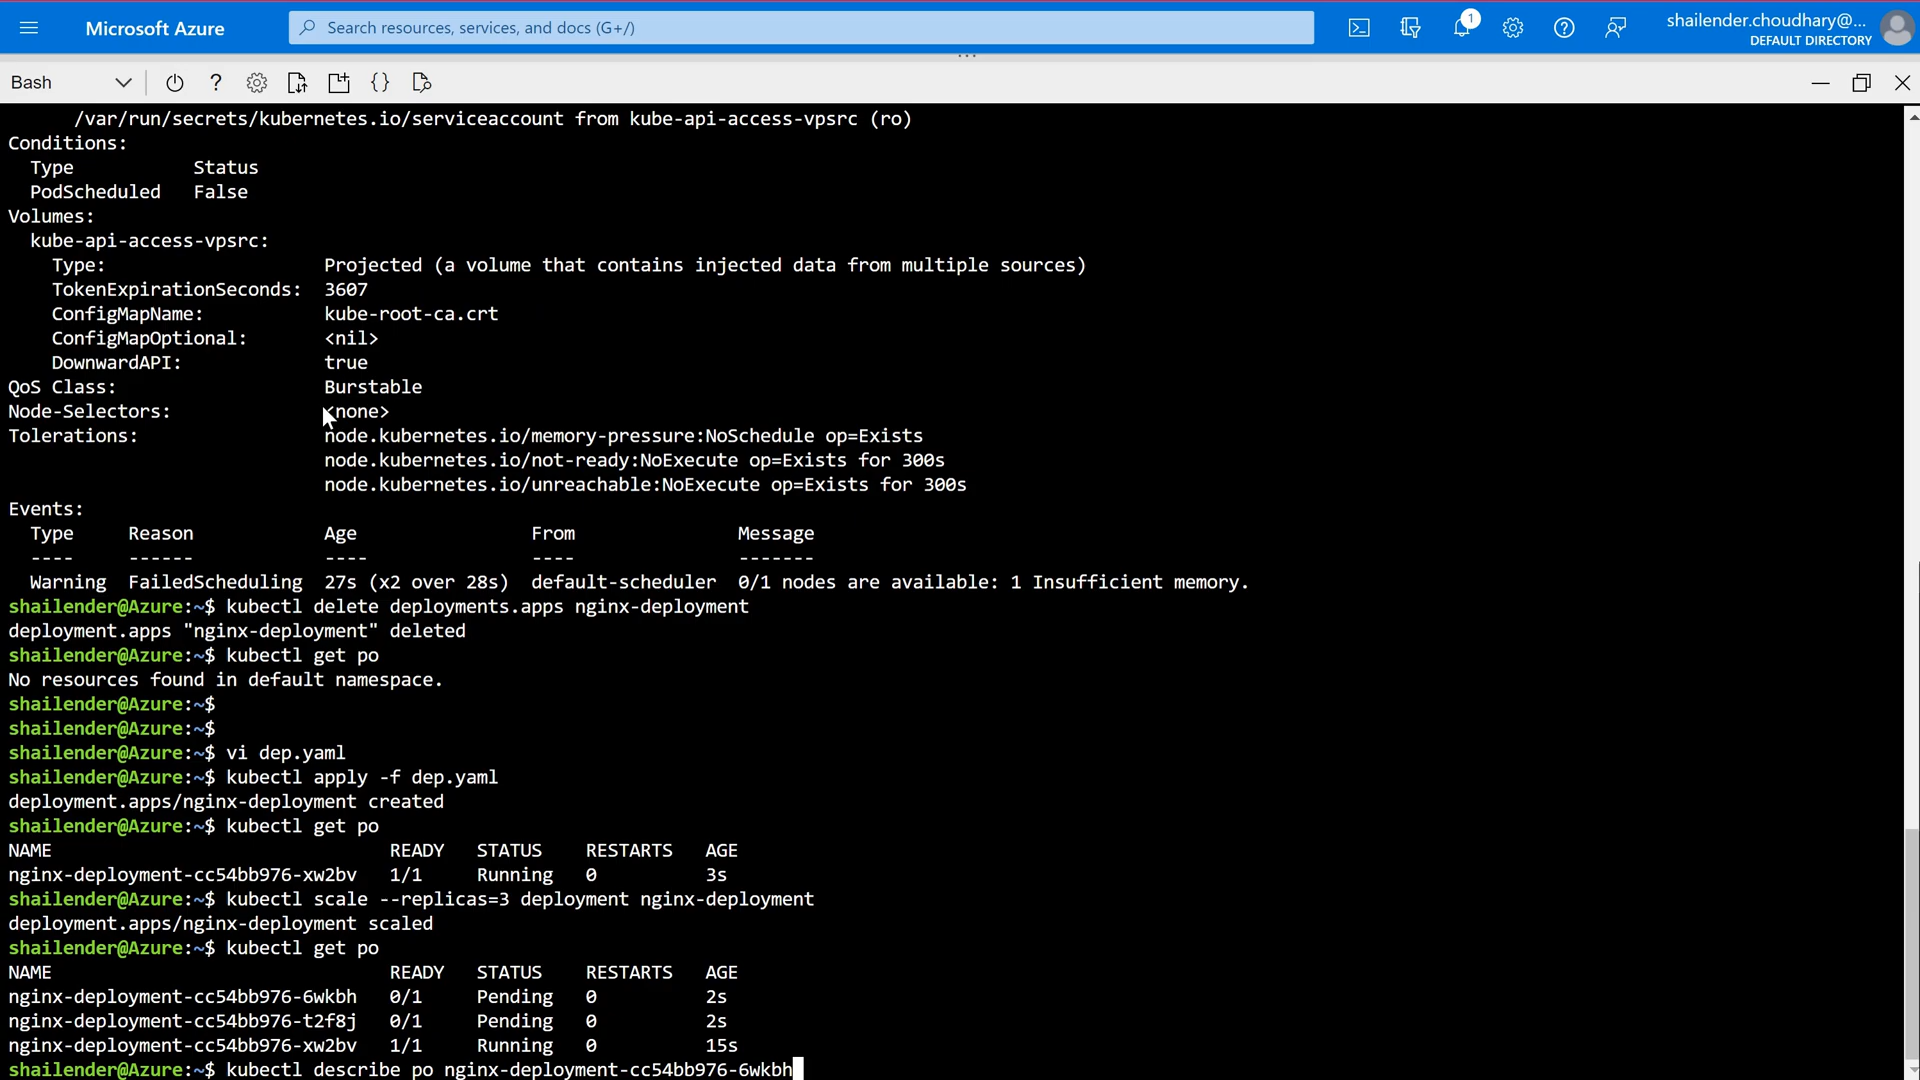 Microsoft Azure
Search resources, services, and docs (G+/)
1
shailender.choudhary@...
DEFAULT DIRECTORY
Bash
/var/run/secrets/kubernetes.io/serviceaccount from kube-api-access-vpsrc (ro)
Conditions:
Type Status
PodScheduled False
Volumes:
kube-api-access-vpsrc:
Type: Projected (a volume that contains injected data from multiple sources)
TokenExpirationSeconds: 3607
ConfigMapName: kube-root-ca.crt
ConfigMapOptional: <nil>
DownwardAPI: true
QoS Class: Burstable
Node-Selectors: <none>
Tolerations: node.kubernetes.io/memory-pressure:NoSchedule op=Exists
node.kubernetes.io/not-ready:NoExecute op=Exists for 300s
node.kubernetes.io/unreachable:NoExecute op=Exists for 300s
Events:
Type Reason Age From Message
---- ------ ---- ---- -------
Warning FailedScheduling 27s (x2 over 28s) default-scheduler 0/1 nodes are available: 1 Insufficient memory.
shailender@Azure:~$ kubectl delete deployments.apps nginx-deployment
deployment.apps "nginx-deployment" deleted
shailender@Azure:~$ kubectl get po
No resources found in default namespace.
shailender@Azure:~$
shailender@Azure:~$
shailender@Azure:~$ vi dep.yaml
shailender@Azure:~$ kubectl apply -f dep.yaml
deployment.apps/nginx-deployment created
shailender@Azure:~$ kubectl get po
NAME READY STATUS RESTARTS AGE
nginx-deployment-cc54bb976-xw2bv 1/1 Running 0 3s
shailender@Azure:~$ kubectl scale --replicas=3 deployment nginx-deployment
deployment.apps/nginx-deployment scaled
shailender@Azure:~$ kubectl get po
NAME READY STATUS RESTARTS AGE
nginx-deployment-cc54bb976-6wkbh 0/1 Pending 0 2s
nginx-deployment-cc54bb976-t2f8j 0/1 Pending 0 2s
nginx-deployment-cc54bb976-xw2bv 1/1 Running 0 15s
shailender@Azure:~$ kubectl describe po nginx-deployment-cc54bb976-6wkbh